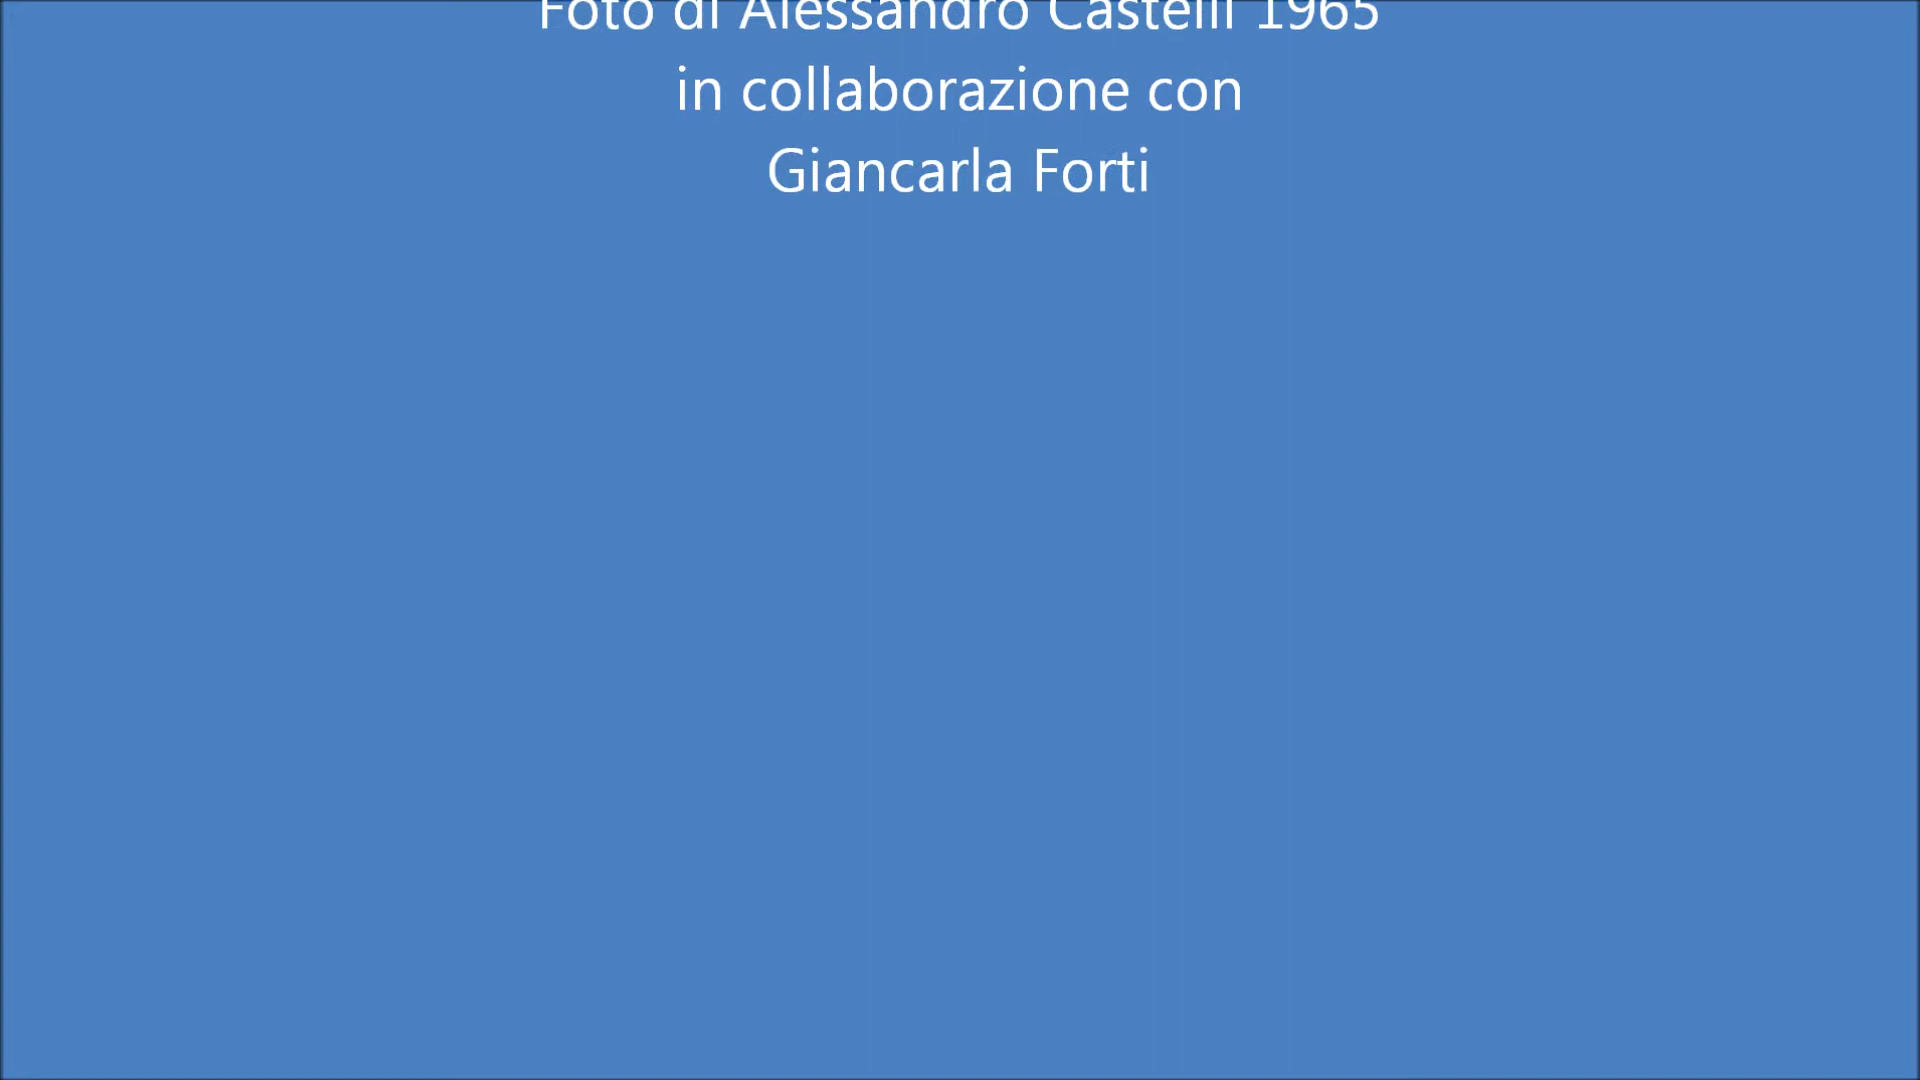 Foto di Alessandro Castelli 1965
in collaborazione con
Giancarla Forti